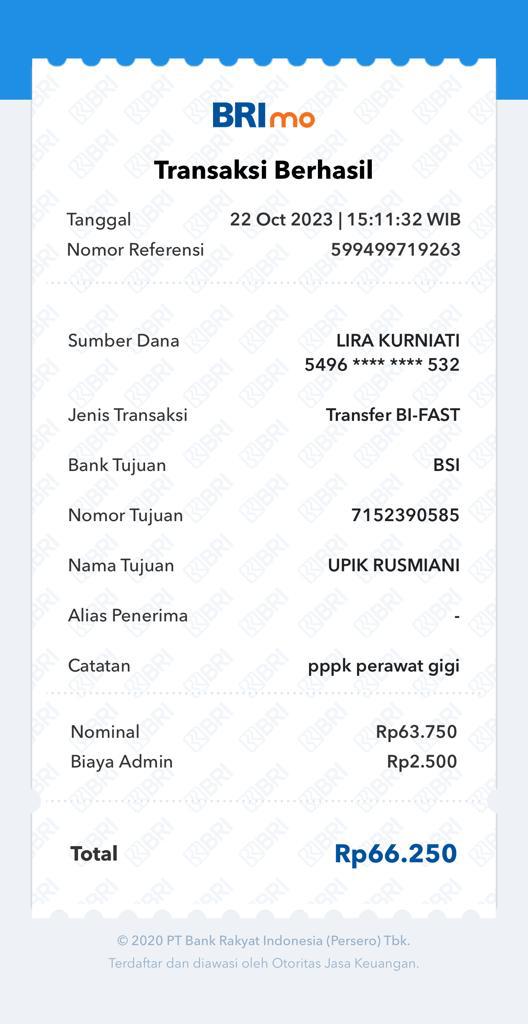 BRImo
Transaksi Berhasil
Tanggal 22 Oct 2023 | 15:11:32 WIB
Nomor Referensi 599499719263
Sumber Dana LIRA KURNIATI
5496 **** **** 532
Jenis Transaksi Transfer BI-FAST
Bank Tujuan BSI
Nomor Tujuan 7152390585
Nama Tujuan UPIK RUSMIANI
Alias Penerima -
Catatan pppk perawat gigi
Nominal Rp63.750
Biaya Admin Rp2.500
Total Rp66.250
© 2020 PT Bank Rakyat Indonesia (Persero) Tbk.
Terdaftar dan diawasi oleh Otoritas Jasa Keuangan.